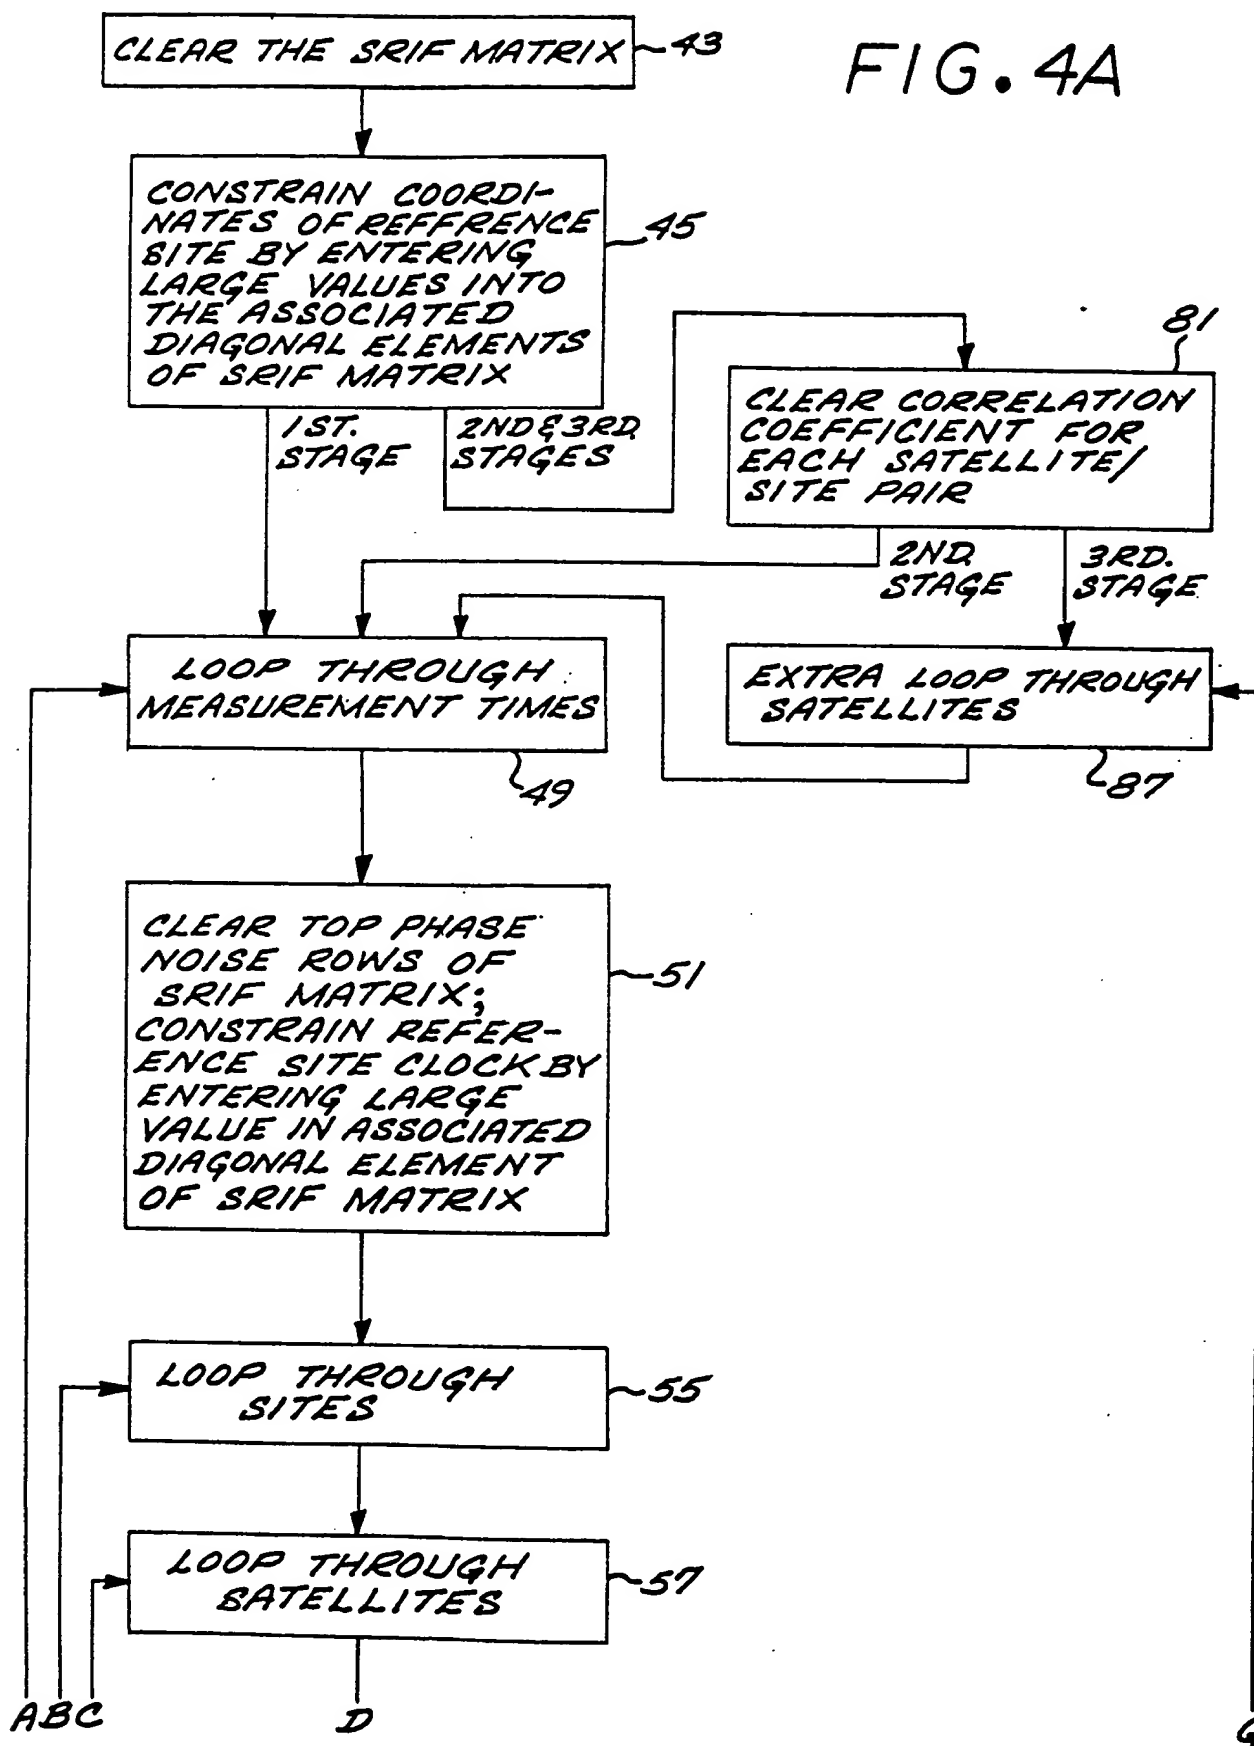 CLEAR THE SRIF MATRIX
43
FIG. 4A
CONSTRAIN COORDI-
NATES OF REFFRENCE
SITE BY ENTERING
LARGE VALUES INTO
THE ASSOCIATED
DIAGONAL ELEMENTS
OF SRIF MATRIX
45
1ST.
STAGE
2ND & 3RD.
STAGES
81
CLEAR CORRELATION
COEFFICIENT FOR
EACH SATELLITE/
SITE PAIR
2ND.
STAGE
3RD.
STAGE
LOOP THROUGH
MEASUREMENT TIMES
49
EXTRA LOOP THROUGH
SATELLITES
87
CLEAR TOP PHASE
NOISE ROWS OF
SRIF MATRIX;
CONSTRAIN REFER-
ENCE SITE CLOCK BY
ENTERING LARGE
VALUE IN ASSOCIATED
DIAGONAL ELEMENT
OF SRIF MATRIX
51
LOOP THROUGH
SITES
55
LOOP THROUGH
SATELLITES
57
A B C
D